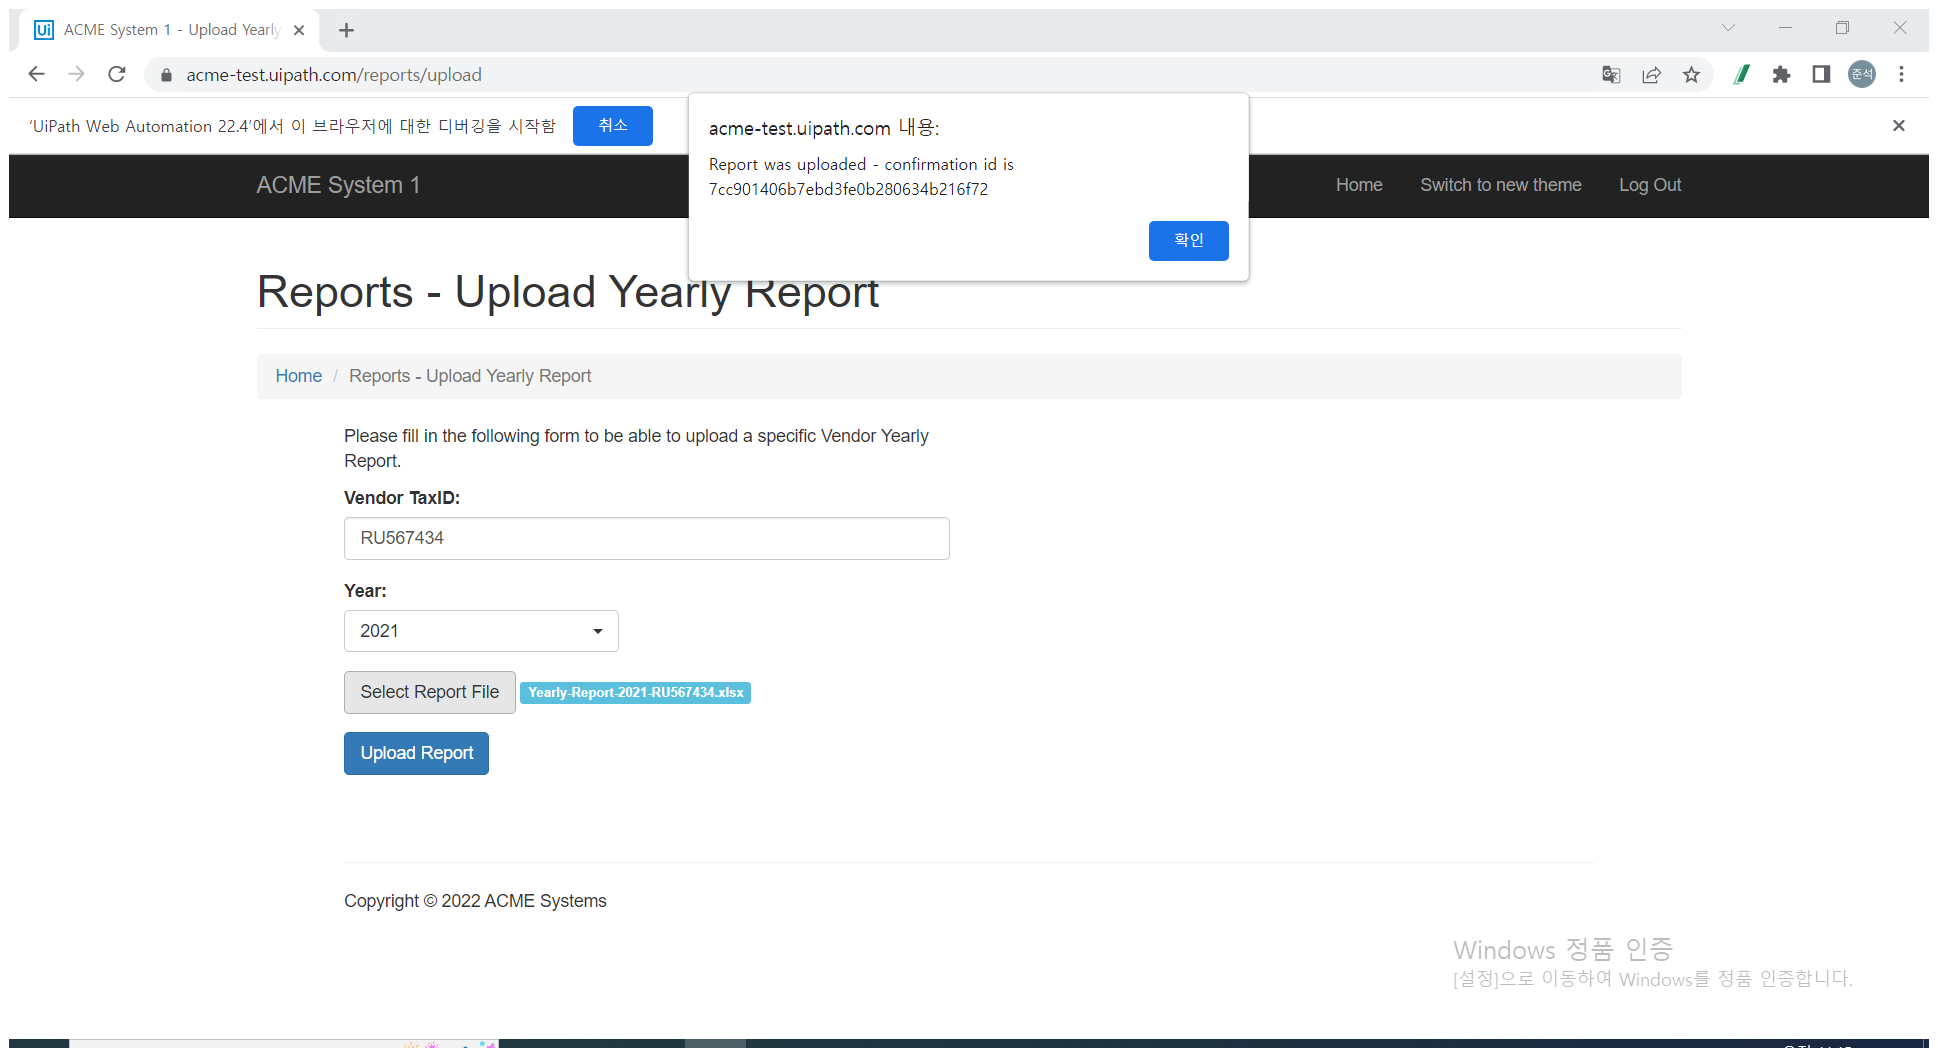 ACME System 1 - Upload Yearly
acme-test.uipath.com/reports/upload
준석
'UiPath Web Automation 22.4'에서 이 브라우저에 대한 디버깅을 시작함
취소
acme-test.uipath.com 내용:
Report was uploaded - confirmation id is
7cc901406b7ebd3fe0b280634b216f72
확인
ACME System 1
Home
Switch to new theme
Log Out
Reports - Upload Yearly Report
Home / Reports - Upload Yearly Report
Please fill in the following form to be able to upload a specific Vendor Yearly
Report.
Vendor TaxID:
RU567434
Year:
2021
Select Report File
Yearly-Report-2021-RU567434.xlsx
Upload Report
Copyright © 2022 ACME Systems
Windows 정품 인증
[설정]으로 이동하여 Windows를 정품 인증합니다.